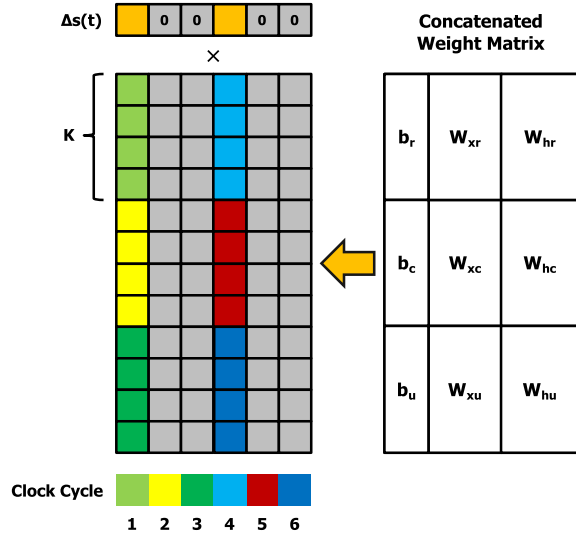 Δs(t) 0 0 0 0
×
K
Concatenated
Weight Matrix
b_r W_xr W_hr
b_c W_xc W_hc
b_u W_xu W_hu
Clock Cycle
1 2 3 4 5 6